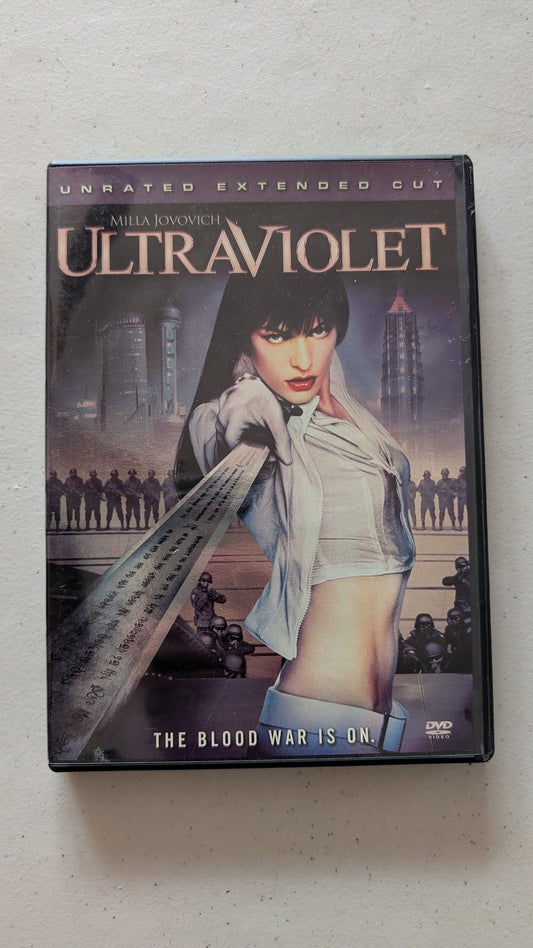 UNRATED EXTENDED CUT
MILLA JOVOVICH
ULTRAVIOLET
THE BLOOD WAR IS ON.
DVD
VIDEO